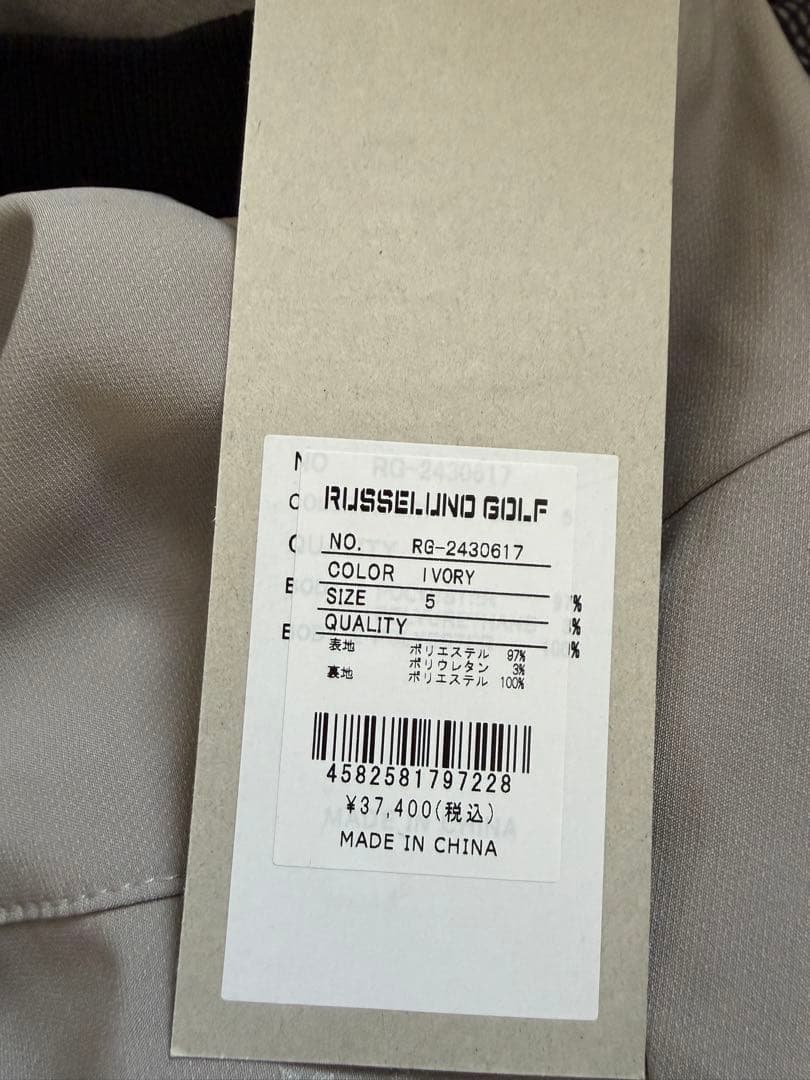 RUSSELUNO GOLF
NO. RG-2430617
COLOR IVORY
SIZE 5
QUALITY
表地 ポリエステル 97%
ポリウレタン 3%
裏地 ポリエステル 100%
4582581797228
¥37,400(税込)
MADE IN CHINA